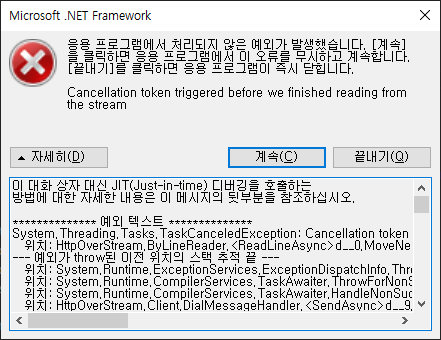 Microsoft .NET Framework
응용 프로그램에서 처리되지 않은 예외가 발생했습니다. [계속]
을 클릭하면 응용 프로그램에서 이 오류를 무시하고 계속합니다.
[끝내기]를 클릭하면 응용 프로그램이 즉시 닫힙니다.
Cancellation token triggered before we finished reading from
the stream
자세히(D)
계속(C)
끝내기(Q)
이 대화 상자 대신 JIT(Just-in-time) 디버깅을 호출하는
방법에 대한 자세한 내용은 이 메시지의 뒷부분을 참조하십시오.
************** 예외 텍스트 **************
System.Threading.Tasks.TaskCanceledException: Cancellation token
위치: HttpOverStream.ByLineReader.<ReadLineAsync>d__0.MoveNe
--- 예외가 throw된 이전 위치의 스택 추적 끝 ---
위치: System.Runtime.ExceptionServices.ExceptionDispatchInfo.Thro
위치: System.Runtime.CompilerServices.TaskAwaiter.ThrowForNonS
위치: System.Runtime.CompilerServices.TaskAwaiter.HandleNonSuc
위치: HttpOverStream.Client.DialMessageHandler.<SendAsync>d__9.